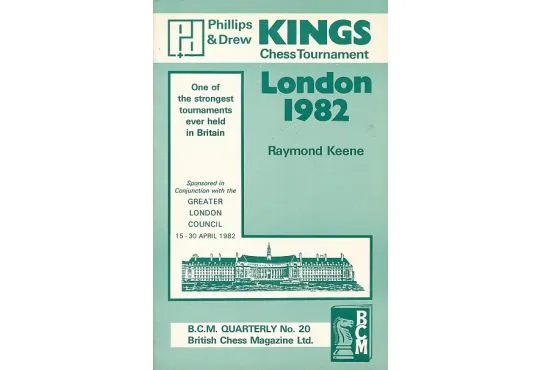 Phillips
& Drew
KINGS
Chess Tournament
London
1982
Raymond Keene
One of
the strongest
tournaments
ever held
in Britain
Sponsored in
Conjunction with the
GREATER
LONDON
COUNCIL
15-30 APRIL 1982
B.C.M. QUARTERLY No. 20
British Chess Magazine Ltd.
B
C
M